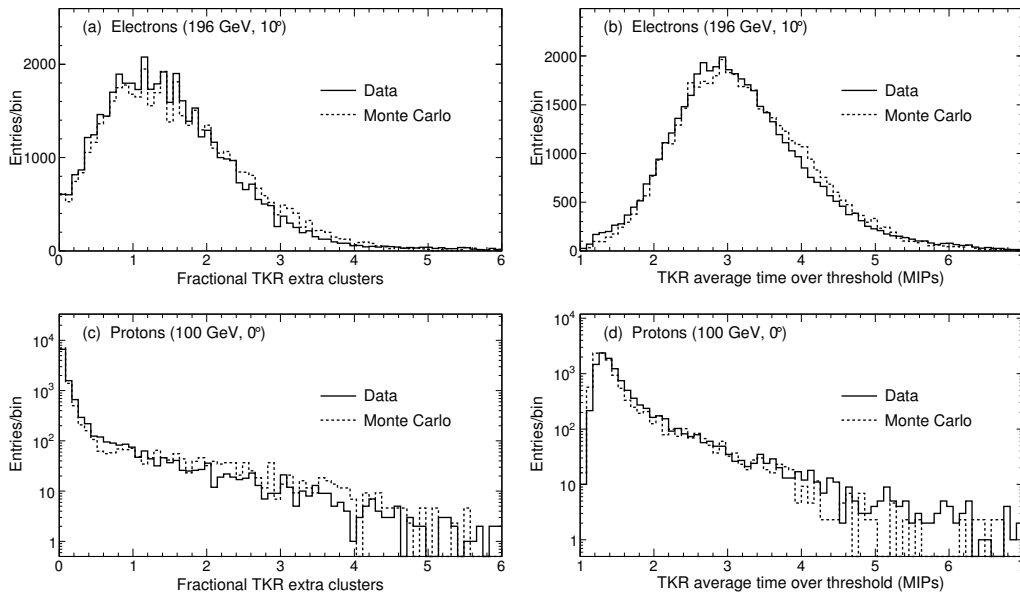 (a) Electrons (196 GeV, 10º)
Data
Monte Carlo
Entries/bin
2000
1000
0
0 1 2 3 4 5 6
Fractional TKR extra clusters
(b) Electrons (196 GeV, 10º)
Data
Monte Carlo
Entries/bin
2000
1500
1000
500
0
1 2 3 4 5 6
TKR average time over threshold (MIPs)
(c) Protons (100 GeV, 0º)
Data
Monte Carlo
Entries/bin
10⁴
10³
10²
10
1
0 1 2 3 4 5 6
Fractional TKR extra clusters
(d) Protons (100 GeV, 0º)
Data
Monte Carlo
Entries/bin
10⁴
10³
10²
10
1
1 2 3 4 5 6
TKR average time over threshold (MIPs)